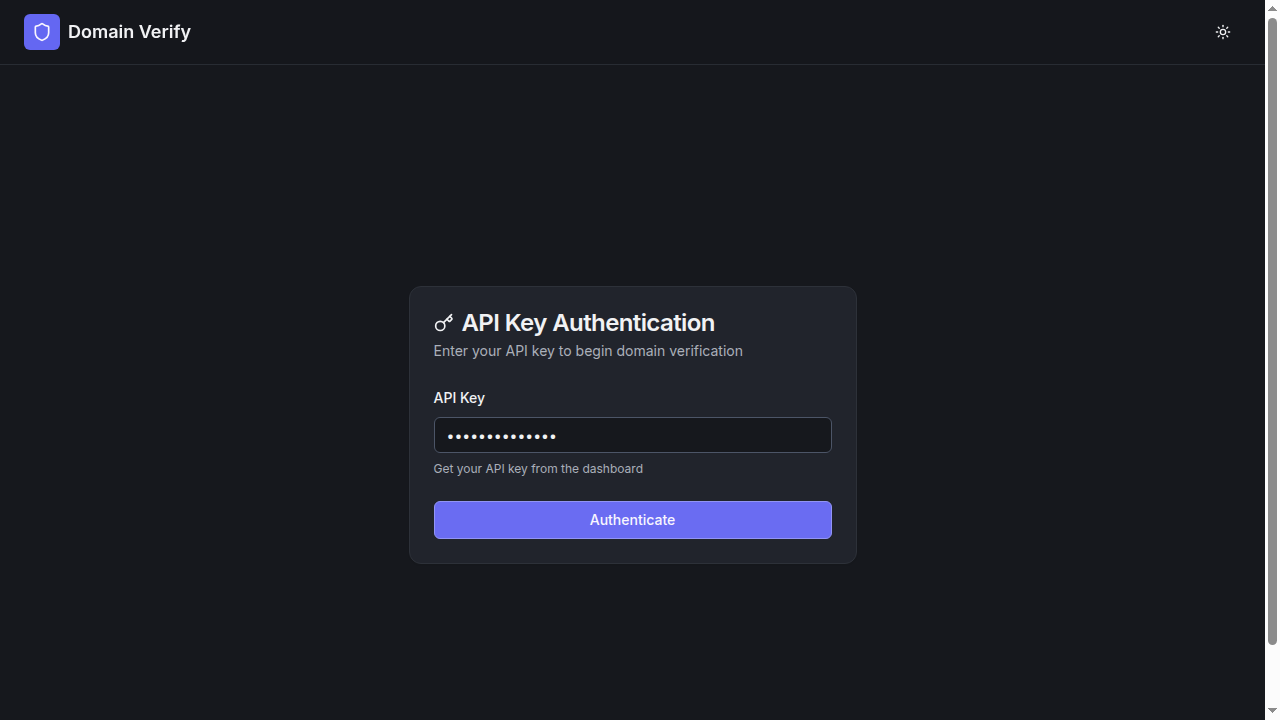 Domain Verify
API Key Authentication
Enter your API key to begin domain verification
API Key
••••••••••••••
Get your API key from the dashboard
Authenticate